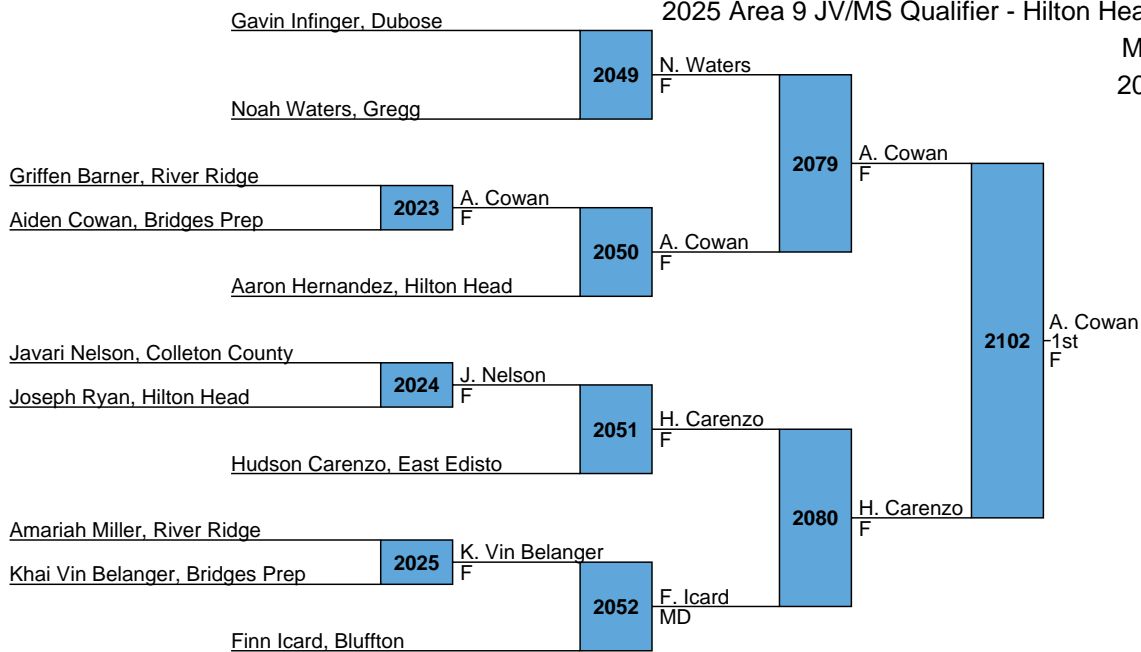 2025 Area 9 JV/MS Qualifier - Hilton
Gavin Infinger, Dubose
2049
N. Waters
F
Noah Waters, Gregg
2079
A. Cowan
F
Griffen Barner, River Ridge
2023
A. Cowan
F
Aiden Cowan, Bridges Prep
2050
A. Cowan
F
Aaron Hernandez, Hilton Head
2102
A. Cowan
1st
F
Javari Nelson, Colleton County
2024
J. Nelson
F
Joseph Ryan, Hilton Head
2051
H. Carenzo
F
Hudson Carenzo, East Edisto
2080
H. Carenzo
F
Amariah Miller, River Ridge
2025
K. Vin Belanger
F
Khai Vin Belanger, Bridges Prep
2052
F. Icard
MD
Finn Icard, Bluffton